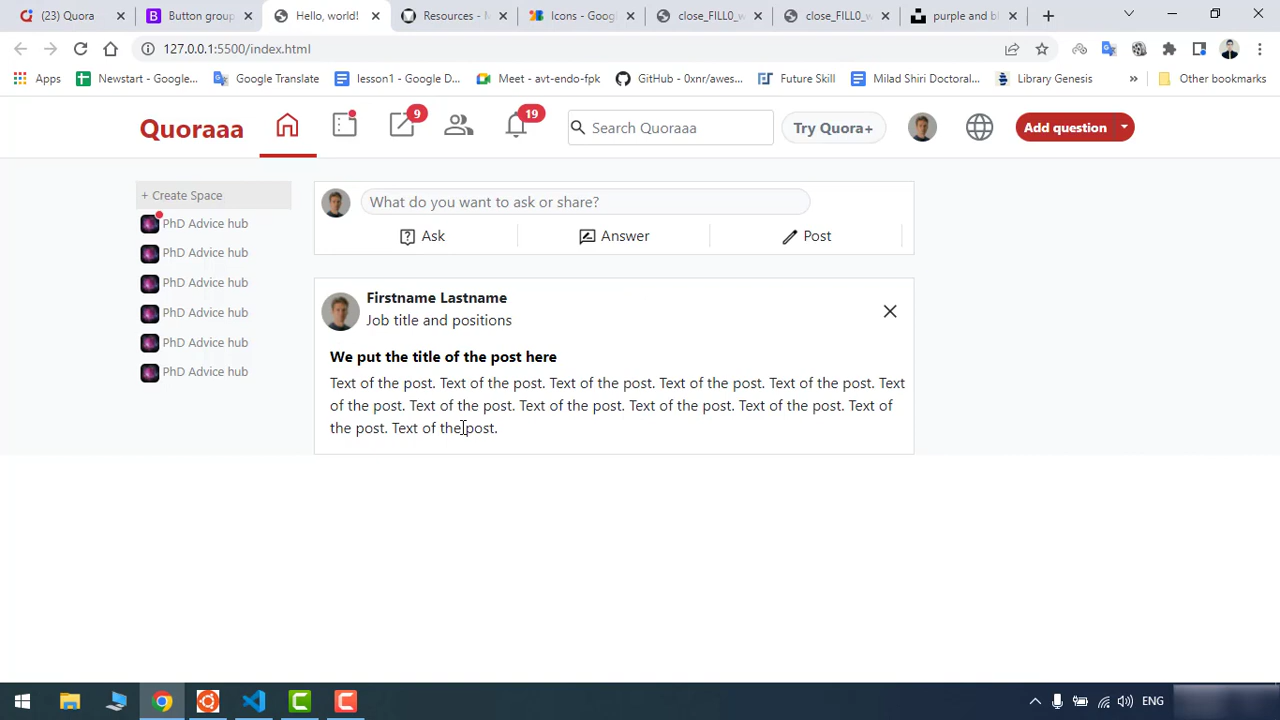 (23) Quora
Button group
Hello, world!
Resources - M
Icons - Goog
close_FILL0_w
close_FILL0_w
purple and bl
127.0.0.1:5500/index.html
Apps
Newstart - Google...
Google Translate
lesson1 - Google D...
Meet - avt-endo-fpk
GitHub - 0xnr/awes...
Future Skill
Milad Shiri Doctoral...
Library Genesis
»
Other bookmarks
Quoraaa
9
19
Search Quoraaa
Try Quora+
Add question
+ Create Space
PhD Advice hub
PhD Advice hub
PhD Advice hub
PhD Advice hub
PhD Advice hub
PhD Advice hub
What do you want to ask or share?
Ask
Answer
Post
Firstname Lastname
Job title and positions
We put the title of the post here
Text of the post. Text of the post. Text of the post. Text of the post. Text of the post. Text
of the post. Text of the post. Text of the post. Text of the post. Text of the post. Text of
the post. Text of the post.
ENG